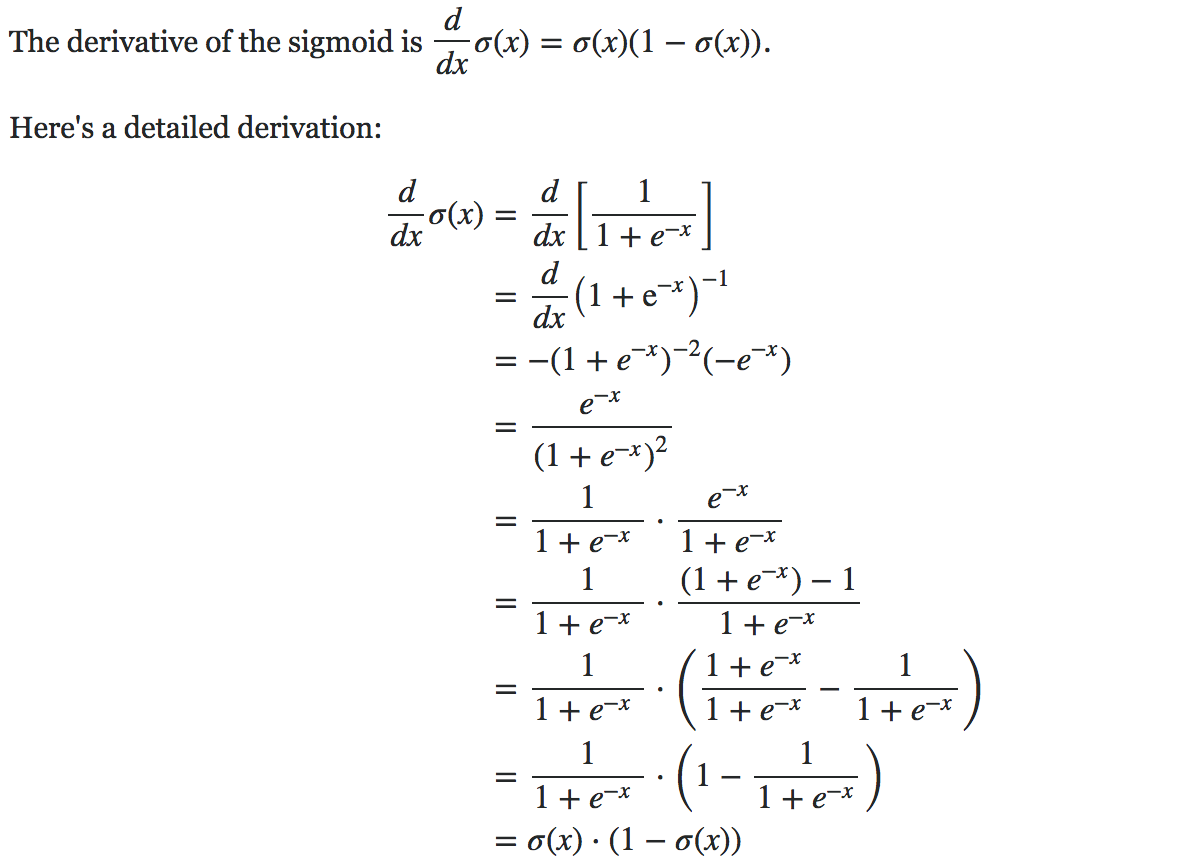 The derivative of the sigmoid is $\frac{d}{dx}\sigma(x) = \sigma(x)(1 - \sigma(x))$.
Here's a detailed derivation:
$\frac{d}{dx}\sigma(x) = \frac{d}{dx}\left[\frac{1}{1 + e^{-x}}\right]$
$= \frac{d}{dx}\left(1 + \mathrm{e}^{-x}\right)^{-1}$
$= -(1 + e^{-x})^{-2}(-e^{-x})$
$= \frac{e^{-x}}{(1 + e^{-x})^2}$
$= \frac{1}{1 + e^{-x}} \cdot \frac{e^{-x}}{1 + e^{-x}}$
$= \frac{1}{1 + e^{-x}} \cdot \frac{(1 + e^{-x}) - 1}{1 + e^{-x}}$
$= \frac{1}{1 + e^{-x}} \cdot \left(\frac{1 + e^{-x}}{1 + e^{-x}} - \frac{1}{1 + e^{-x}}\right)$
$= \frac{1}{1 + e^{-x}} \cdot \left(1 - \frac{1}{1 + e^{-x}}\right)$
$= \sigma(x) \cdot (1 - \sigma(x))$